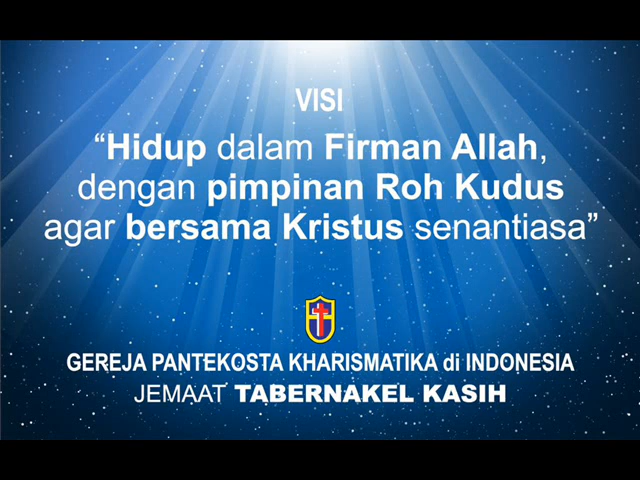 VISI
“Hidup dalam Firman Allah,
dengan pimpinan Roh Kudus
agar bersama Kristus senantiasa”
GEREJA PANTEKOSTA KHARISMATIKA di INDONESIA
JEMAAT TABERNAKEL KASIH